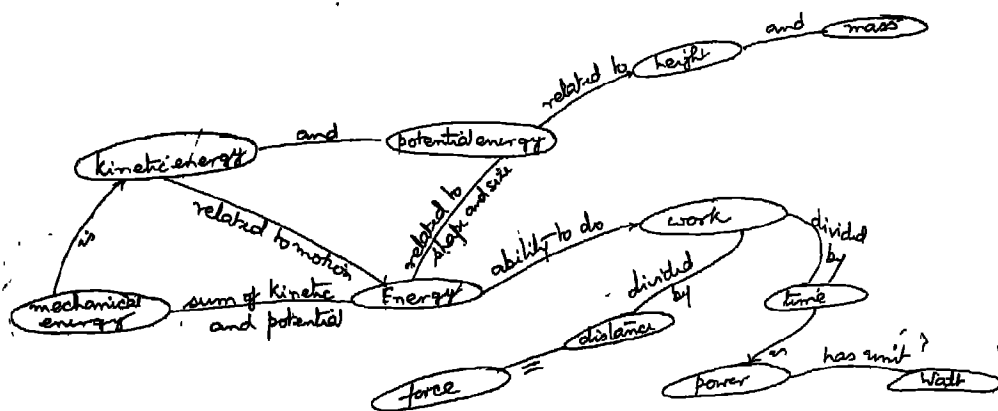 and
mass
height
related to
kinetic energy
and
potential energy
is
related to motion
related to
shape and size
ability to do
work
divided
by
divided
by
mechanical
energy
sum of kinetic
and potential
Energy
time
distance
=
force
is
power
has unit ?
Watt